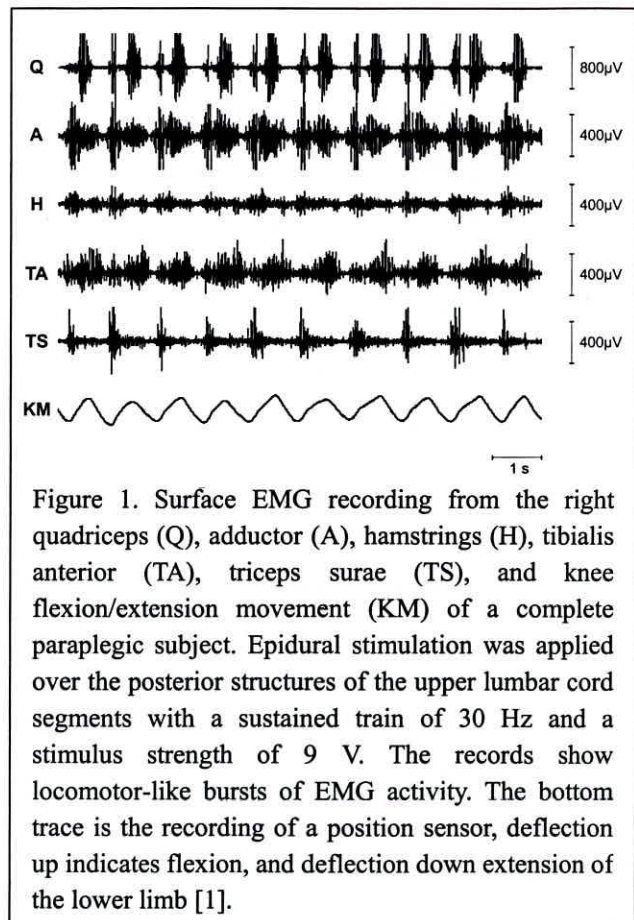 Q 800µV
A 400µV
H 400µV
TA 400µV
TS 400µV
KM
1 s
Figure 1. Surface EMG recording from the right
quadriceps (Q), adductor (A), hamstrings (H), tibialis
anterior (TA), triceps surae (TS), and knee
flexion/extension movement (KM) of a complete
paraplegic subject. Epidural stimulation was applied
over the posterior structures of the upper lumbar cord
segments with a sustained train of 30 Hz and a
stimulus strength of 9 V. The records show
locomotor-like bursts of EMG activity. The bottom
trace is the recording of a position sensor, deflection
up indicates flexion, and deflection down extension of
the lower limb [1].